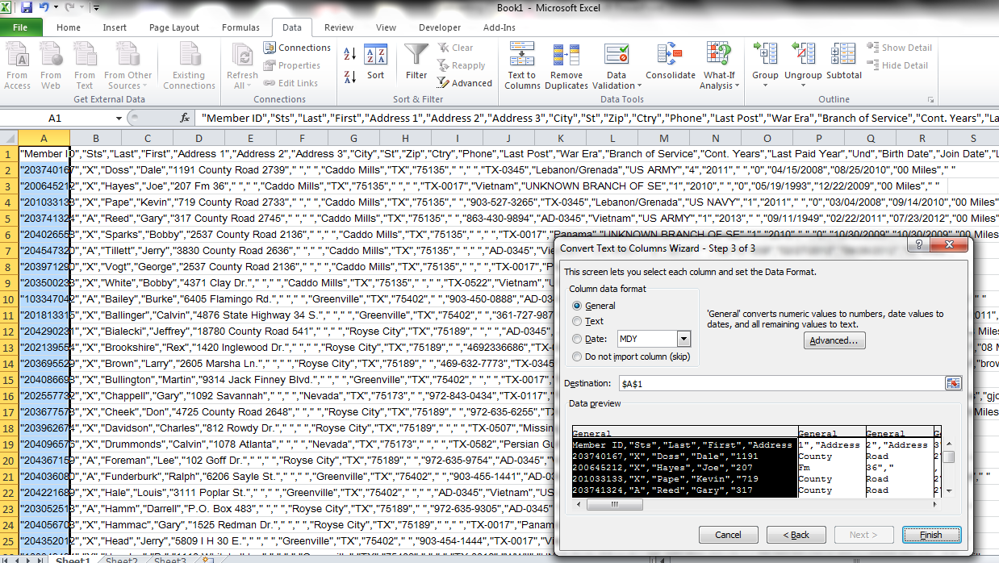 Book1 - Microsoft Excel
File Home Insert Page Layout Formulas Data Review View Developer Add-Ins
From Access From Web From Text From Other Sources Existing Connections Refresh All Connections Properties Edit Links Sort Filter Clear Reapply Advanced Text to Columns Remove Duplicates Data Validation Consolidate What-If Analysis Group Ungroup Subtotal Show Detail Hide Detail
Get External Data Connections Sort & Filter Data Tools Outline
A1 fx "Member ID","Sts","Last","First","Address 1","Address 2","Address 3","City","St","Zip","Ctry","Phone","Last Post","War Era","Branch of Service","Cont. Years","La
A B C D E F G H I J K L M N O P Q R S
1 "Member ID","Sts","Last","First","Address 1","Address 2","Address 3","City","St","Zip","Ctry","Phone","Last Post","War Era","Branch of Service","Cont. Years","Last Paid Year","Und","Birth Date","Join Date","L
2 "203740167","X","Doss","Dale","1191 County Road 2739"," "," ","Caddo Mills","TX","75135"," "," ","TX-0345","Lebanon/Grenada","US ARMY","4","2011"," ","0","04/15/2008","08/25/2010","00 Miles"," "
3 "200645212","X","Hayes","Joe","207 Fm 36"," "," ","Caddo Mills","TX","75135"," "," ","TX-0017","Vietnam","UNKNOWN BRANCH OF SE","1","2010"," ","0","05/19/1993","12/22/2009","00 Miles"," "
4 "201033133","X","Pape","Kevin","719 County Road 2733"," "," ","Caddo Mills","TX","75135"," ","903-527-3265","TX-0345","Lebanon/Grenada","US NAVY","1","2011"," ","0","03/04/2008","09/14/2010","00 Miles
5 "203741324","A","Reed","Gary","317 County Road 2745"," "," ","Caddo Mills","TX","75135"," ","863-430-9894","AD-0345","Vietnam","US ARMY","1","2013"," ","09/11/1949","02/22/2011","07/23/2012","00 Miles
6 "204026553","X","Sparks","Bobby","2537 County Road 2136"," "," ","Caddo Mills","TX","75135"," "," ","TX-0017","Panama","UNKNOWN BRANCH OF SE","1","2010"," ","0","10/30/2009","10/30/2009","00 Miles
7 "204547320","A","Tillett","Jerry","3830 County Road 2636"," "," ","Caddo Mills","TX","75135"," "," ","AD-0345","Vie
8 "203971290","X","Vogt","George","2537 County Road 2136"," "," ","Caddo Mills","TX","75135"," "," ","TX-0017","P
9 "203500233","X","White","Bobby","4371 Clay Dr."," "," ","Caddo Mills","TX","75135"," "," ","TX-0522","Vietnam","U
10 "103347042","A","Bailey","Burke","6405 Flamingo Rd."," "," ","Greenville","TX","75402"," ","903-450-0888","AD-03
11 "201813315","X","Ballinger","Calvin","4876 State Highway 34 S."," "," ","Greenville","TX","75402"," ","361-727-987
12 "204290231","X","Bialecki","Jeffrey","18780 County Road 541"," "," ","Royse City","TX","75189"," "," ","AD-0345",
13 "202139554","X","Brookshire","Rex","1420 Inglewood Dr."," "," ","Royse City","TX","75189"," ","4692336686","TX-
14 "203695529","X","Brown","Larry","2605 Marsha Ln."," "," ","Royse City","TX","75189"," ","469-632-7773","TX-0345
15 "204086693","X","Bullington","Martin","9314 Jack Finney Blvd."," "," ","Greenville","TX","75402"," "," ","TX-0017",
16 "202557732","X","Chappell","Gary","1092 Savannah"," "," ","Nevada","TX","75173"," ","972-843-0434","TX-0117",
17 "203677573","X","Cheek","Don","4725 County Road 2648"," "," ","Royse City","TX","75189"," ","972-635-6255","TX
18 "203962674","X","Davidson","Charles","812 Rowdy Dr."," "," ","Royse City","TX","75189"," "," ","TX-0507","Missin
19 "204096576","X","Drummonds","Calvin","1078 Atlanta"," "," ","Nevada","TX","75173"," "," ","TX-0582","Persian Gu
20 "204367159","A","Foreman","Lee","102 Goff Dr."," "," ","Royse City","TX","75189"," ","972-635-9754","AD-0345","
21 "204036080","A","Funderburk","Ralph","6206 Sayle St."," "," ","Greenville","TX","75402"," ","903-455-1441","AD-0
22 "204221689","X","Hale","Louis","3111 Poplar St."," "," ","Greenville","TX","75402"," "," ","AD-0345","Vietnam","US
23 "203052513","A","Hamm","Darrell","P.O. Box 483"," "," ","Royse City","TX","75189"," ","972-635-9305","AD-0345"
24 "204056703","X","Hammac","Gary","1525 Redman Dr."," "," ","Royse City","TX","75189"," "," ","TX-0017","Panam
25 "204352012","X","Head","Jerry","5809 I H 30 E."," "," ","Greenville","TX","75402"," ","903-454-1444","TX-0017","Vi
Sheet1 Sheet2 Sheet3
Convert Text to Columns Wizard - Step 3 of 3
This screen lets you select each column and set the Data Format.
Column data format
General
Text
Date: MDY
Do not import column (skip)
'General' converts numeric values to numbers, date values to
dates, and all remaining values to text.
Advanced...
Destination: $A$1
Data preview
General General General Ge
Member ID,"Sts","Last","First","Address 1","Address 2","Address 3"
203740167,"X","Doss","Dale","1191 County Road 2
200645212,"X","Hayes","Joe","207 Fm 36"," ,
201033133,"X","Pape","Kevin","719 County Road 2
203741324,"A","Reed","Gary","317 County Road 2
Cancel < Back Next > Finish